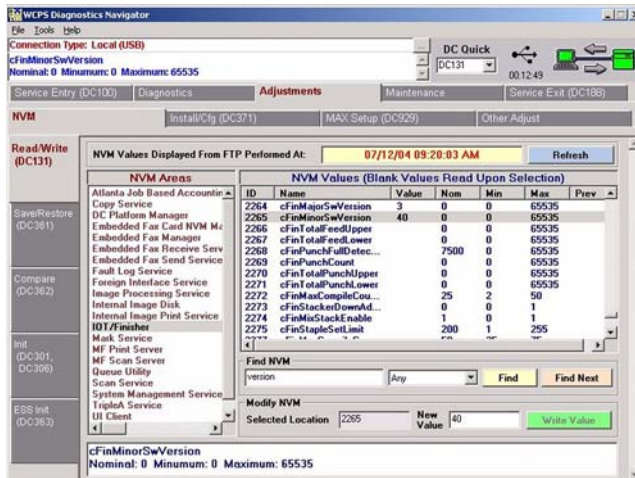 WCPS Diagnostics Navigator
File Tools Help
Connection Type: Local (USB)
cFinMinorSwVersion
Nominal: 0 Minumum: 0 Maximum: 65535
DC Quick
DC131
00:12:49
Service Entry (DC100) Diagnostics Adjustments Maintenance Service Exit (DC188)
NVM Install/Cfg (DC371) MAX Setup (DC929) Other Adjust
Read/Write (DC131)
Save/Restore (DC361)
Compare (DC362)
Init (DC301, DC306)
ESS Init (DC363)
NVM Values Displayed From FTP Performed At: 07/12/04 09:20:03 AM Refresh
NVM Areas
Atlanta Job Based Accountin
Copy Service
DC Platform Manager
Embedded Fax Card NVM Ma
Embedded Fax Manager
Embedded Fax Receive Serv
Embedded Fax Send Service
Fault Log Service
Foreign Interface Service
Image Processing Service
Internal Image Disk
Internal Image Print Service
IOT/Finisher
Mark Service
MF Print Server
MF Scan Server
Queue Utility
Scan Service
System Management Service
TripleA Service
UI Client
NVM Values (Blank Values Read Upon Selection)
ID Name Value Nom Min Max Prev
2264 cFinMajorSwVersion 3 0 0 65535
2265 cFinMinorSwVersion 40 0 0 65535
2266 cFinTotalFeedUpper 0 0 65535
2267 cFinTotalFeedLower 0 0 65535
2268 cFinPunchFullDetec... 7500 0 65535
2269 cFinPunchCount 0 0 65535
2270 cFinTotalPunchUpper 0 0 65535
2271 cFinTotalPunchLower 0 0 65535
2272 cFinMaxCompileCou... 25 2 50
2273 cFinStackerDownAd... 0 0 1
2274 cFinMixStackEnable 1 0 1
2275 cFinStapleSetLimit 200 1 255
Find NVM
version Any Find Find Next
Modify NVM
Selected Location 2265 New Value 40 Write Value
cFinMinorSwVersion
Nominal: 0 Minumum: 0 Maximum: 65535